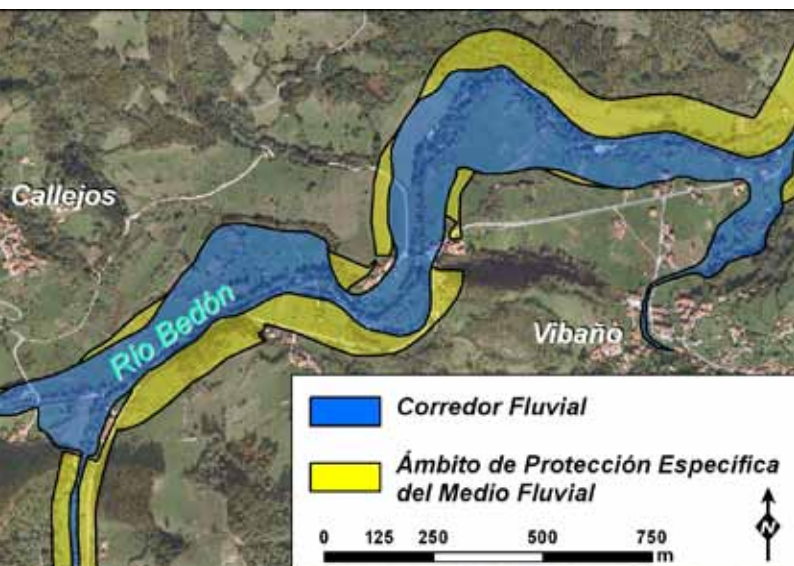 Callejos
Río Bedón
Vibaño
Corredor Fluvial
Ámbito de Protección Específica
del Medio Fluvial
0 125 250 500 750
m
N